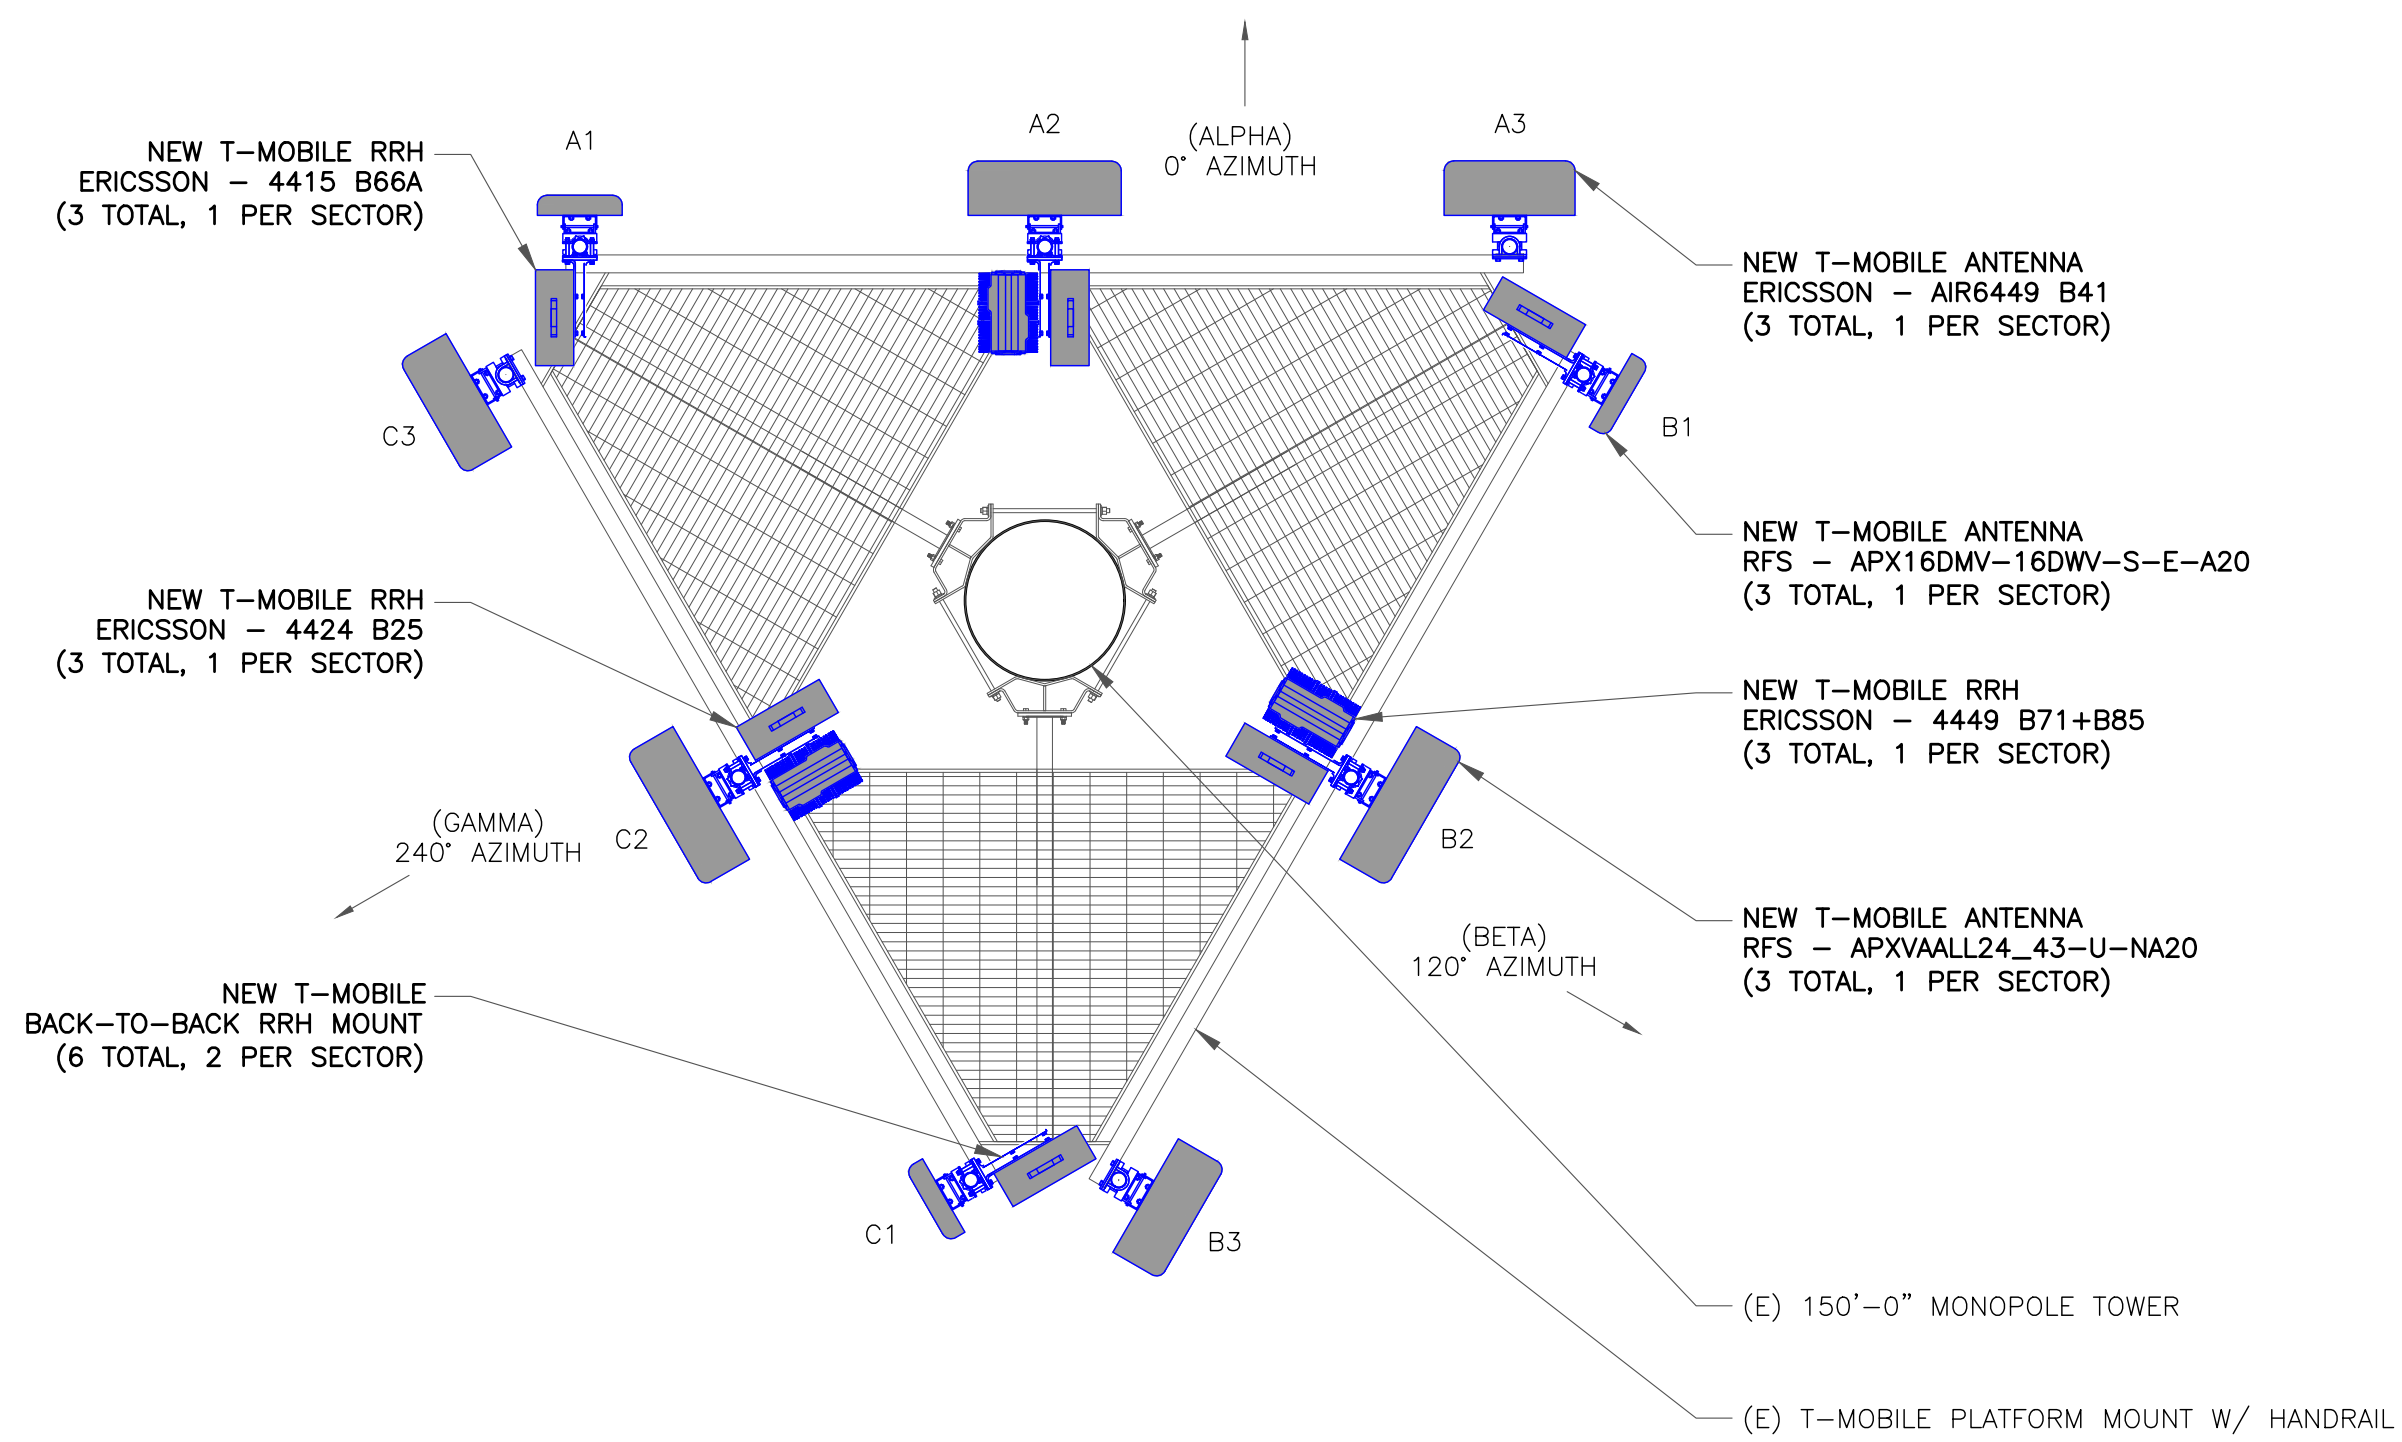 A1
A2
A3
(ALPHA)
0° AZIMUTH
NEW T-MOBILE RRH
ERICSSON - 4415 B66A
(3 TOTAL, 1 PER SECTOR)
NEW T-MOBILE ANTENNA
ERICSSON - AIR6449 B41
(3 TOTAL, 1 PER SECTOR)
C3
B1
NEW T-MOBILE ANTENNA
RFS - APX16DMV-16DWV-S-E-A20
(3 TOTAL, 1 PER SECTOR)
NEW T-MOBILE RRH
ERICSSON - 4424 B25
(3 TOTAL, 1 PER SECTOR)
NEW T-MOBILE RRH
ERICSSON - 4449 B71+B85
(3 TOTAL, 1 PER SECTOR)
(GAMMA)
240° AZIMUTH
C2
B2
NEW T-MOBILE ANTENNA
RFS - APXVAALL24_43-U-NA20
(3 TOTAL, 1 PER SECTOR)
(BETA)
120° AZIMUTH
NEW T-MOBILE
BACK-TO-BACK RRH MOUNT
(6 TOTAL, 2 PER SECTOR)
C1
B3
(E) 150'-0" MONOPOLE TOWER
(E) T-MOBILE PLATFORM MOUNT W/ HANDRAIL